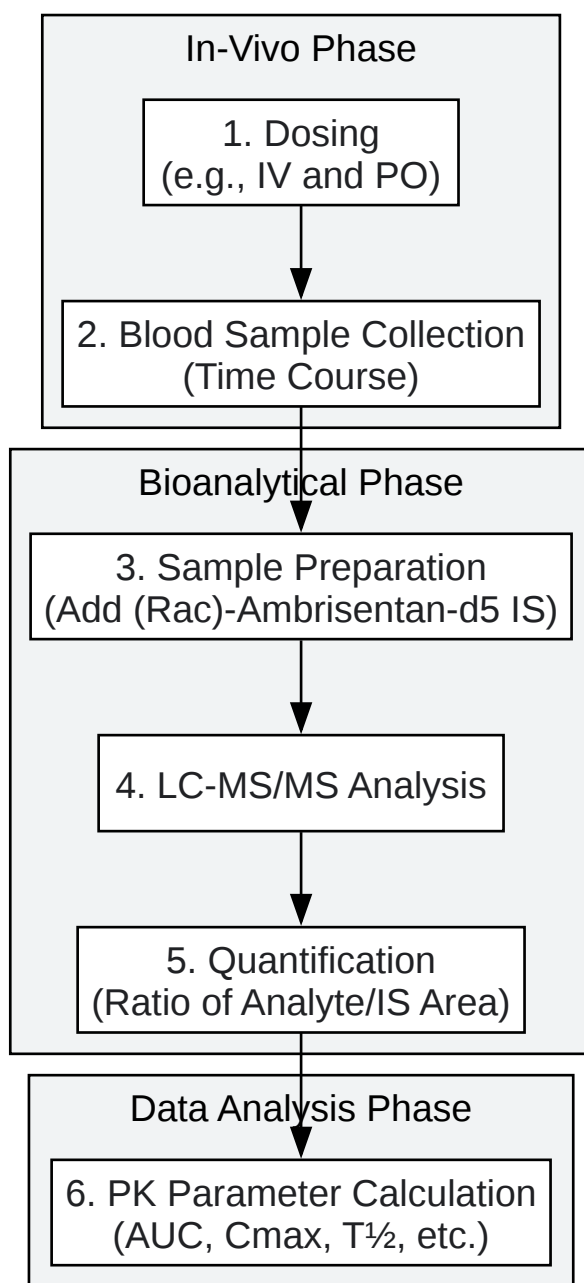 In-Vivo Phase
1. Dosing
(e.g., IV and PO)
2. Blood Sample Collection
(Time Course)
Bioanalytical Phase
3. Sample Preparation
(Add (Rac)-Ambrisentan-d5 IS)
4. LC-MS/MS Analysis
5. Quantification
(Ratio of Analyte/IS Area)
Data Analysis Phase
6. PK Parameter Calculation
(AUC, Cmax, T½, etc.)